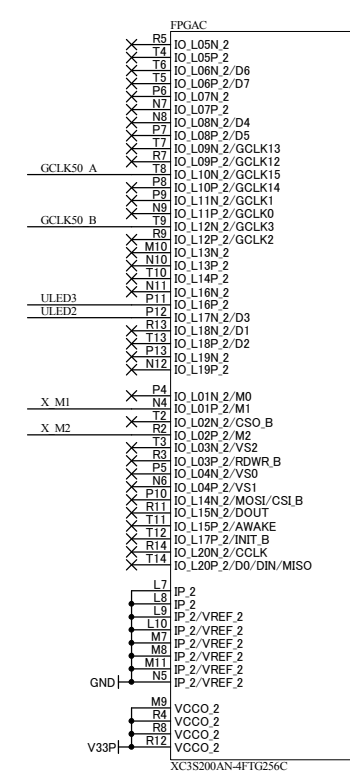 FPGAC
R5 IO_L05N_2
T4 IO_L05P_2
T6 IO_L06N_2/D6
T5 IO_L06P_2/D7
P6 IO_L07N_2
N7 IO_L07P_2
N8 IO_L08N_2/D4
P7 IO_L08P_2/D5
T7 IO_L09N_2/GCLK13
R7 IO_L09P_2/GCLK12
GCLK50_A T8 IO_L10N_2/GCLK15
P8 IO_L10P_2/GCLK14
P9 IO_L11N_2/GCLK1
N9 IO_L11P_2/GCLK0
GCLK50_B T9 IO_L12N_2/GCLK3
R9 IO_L12P_2/GCLK2
M10 IO_L13N_2
N10 IO_L13P_2
T10 IO_L14P_2
N11 IO_L16N_2
ULED3 P11 IO_L16P_2
ULED2 P12 IO_L17N_2/D3
R13 IO_L18N_2/D1
T13 IO_L18P_2/D2
P13 IO_L19N_2
N12 IO_L19P_2
P4 IO_L01N_2/M0
X_M1 N4 IO_L01P_2/M1
T2 IO_L02N_2/CSO_B
X_M2 R2 IO_L02P_2/M2
T3 IO_L03N_2/VS2
R3 IO_L03P_2/RDWR_B
P5 IO_L04N_2/VS0
N6 IO_L04P_2/VS1
P10 IO_L14N_2/MOSI/CSI_B
R11 IO_L15N_2/DOUT
T11 IO_L15P_2/AWAKE
T12 IO_L17P_2/INIT_B
R14 IO_L20N_2/CCLK
T14 IO_L20P_2/D0/DIN/MISO
L7 IP_2
L8 IP_2
L9 IP_2/VREF_2
L10 IP_2/VREF_2
M7 IP_2/VREF_2
M8 IP_2/VREF_2
M11 IP_2/VREF_2
GND N5 IP_2/VREF_2
M9 VCCO_2
R4 VCCO_2
R8 VCCO_2
V33P R12 VCCO_2
XC3S200AN-4FTG256C